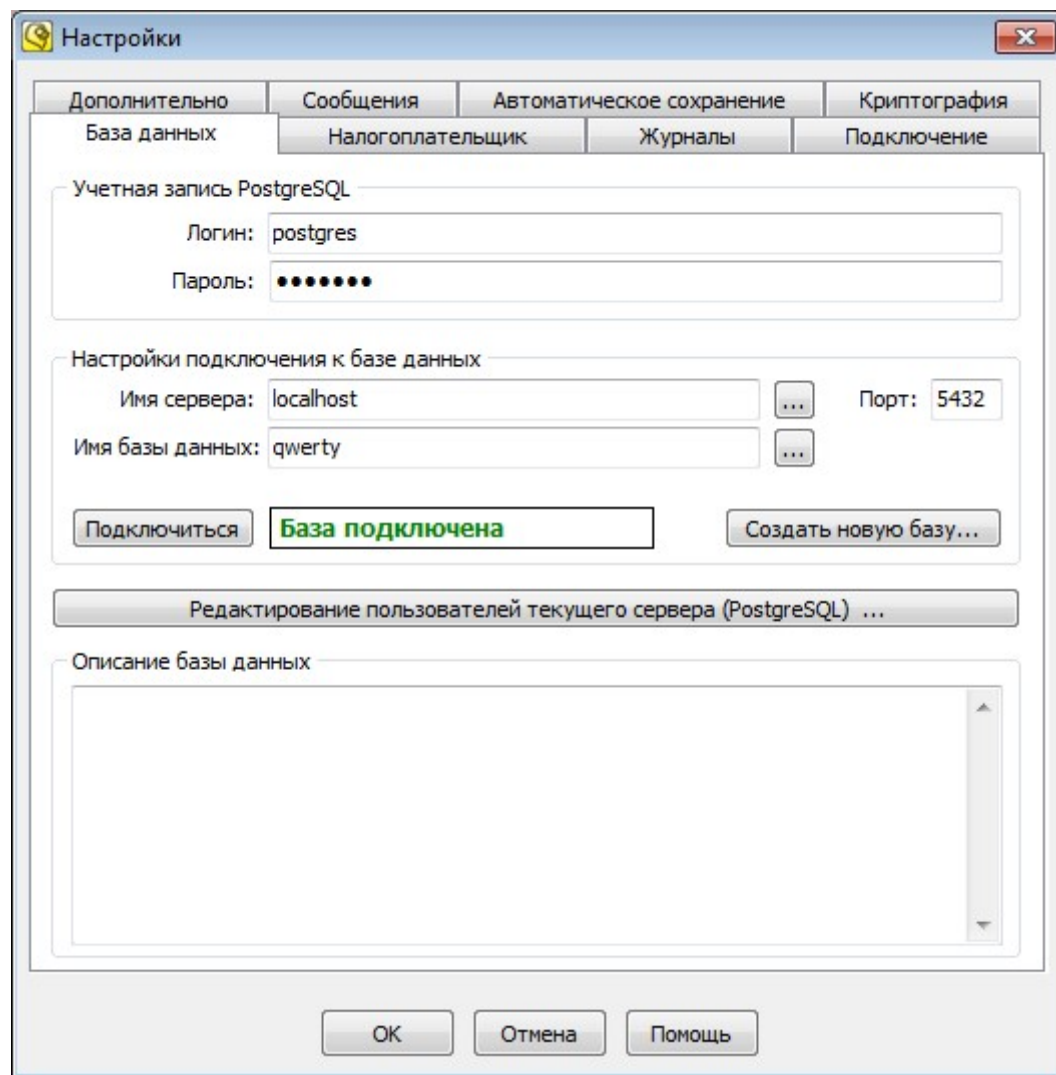 Настройки
Дополнительно Сообщения Автоматическое сохранение Криптография
База данных Налогоплательщик Журналы Подключение
Учетная запись PostgreSQL
Логин: postgres
Пароль: •••••••
Настройки подключения к базе данных
Имя сервера: localhost ... Порт: 5432
Имя базы данных: qwerty ...
Подключиться База подключена Создать новую базу...
Редактирование пользователей текущего сервера (PostgreSQL) ...
Описание базы данных
OK Отмена Помощь